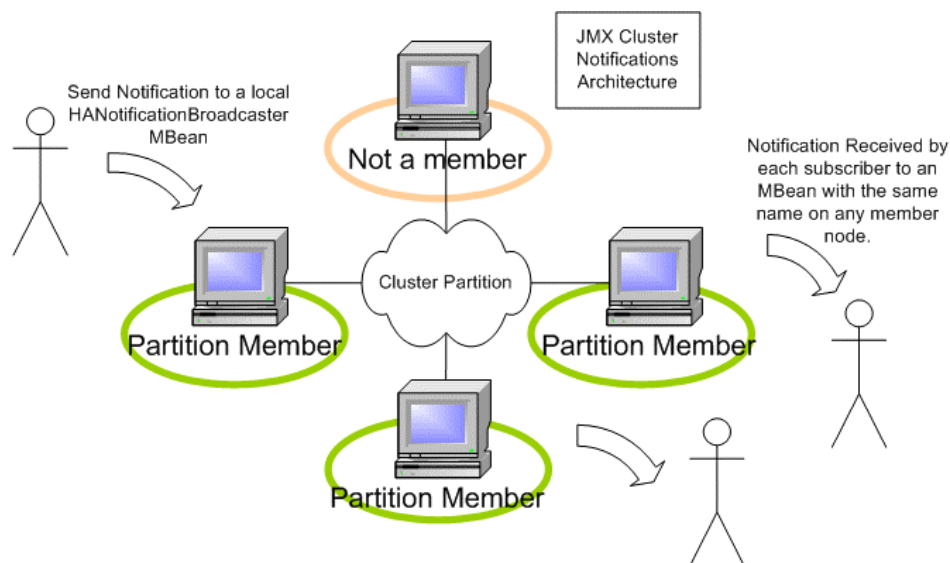 JMX Cluster
Notifications
Architecture
Send Notification to a local
HANotificationBroadcaster
MBean
Not a member
Notification Received by
each subscriber to an
MBean with the same
name on any member
node.
Cluster Partition
Partition Member
Partition Member
Partition Member